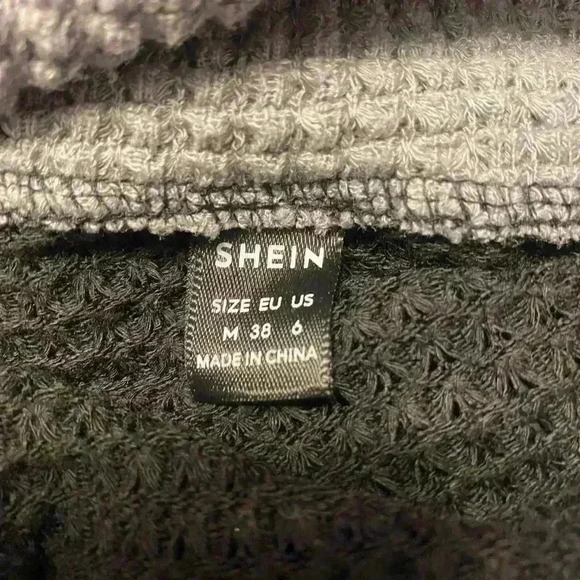 SHEIN
SIZE EU US
M 38 6
MADE IN CHINA